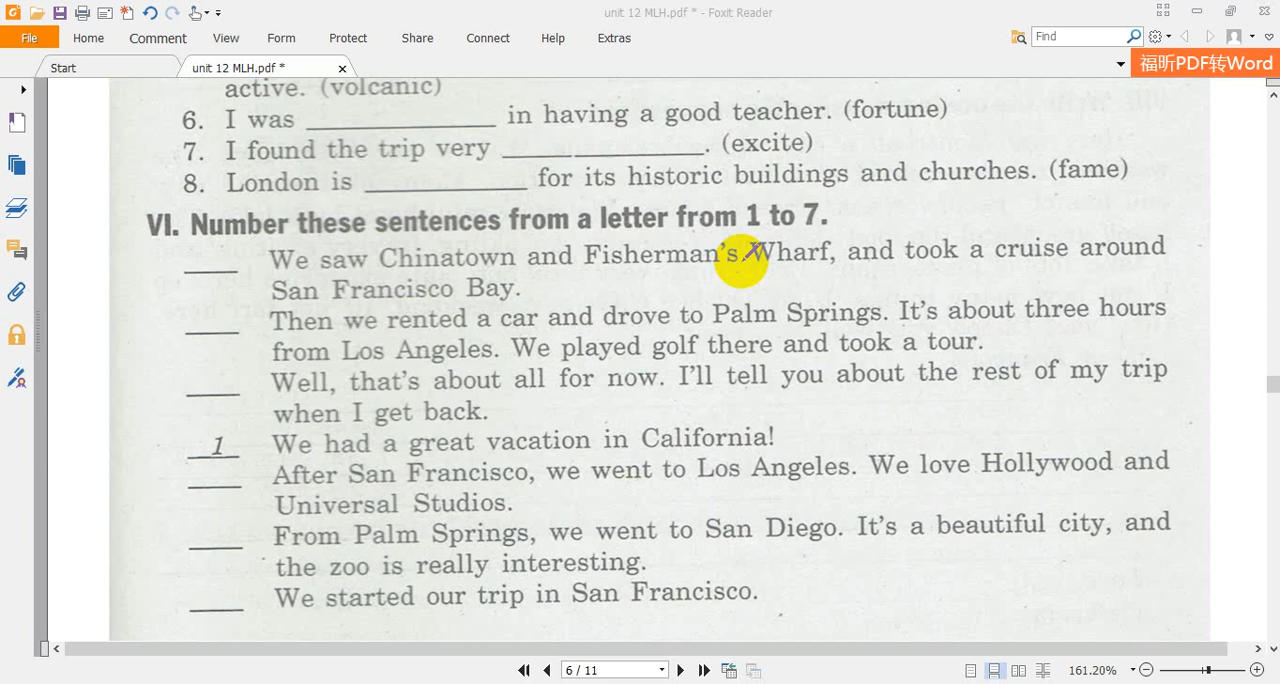 unit 12 MLH.pdf * - Foxit Reader
File Home Comment View Form Protect Share Connect Help Extras
Find
Start
unit 12 MLH.pdf *
福昕PDF转Word
active. (volcanic)
6. I was ____________ in having a good teacher. (fortune)
7. I found the trip very ____________. (excite)
8. London is __________ for its historic buildings and churches. (fame)
VI. Number these sentences from a letter from 1 to 7.
____ We saw Chinatown and Fisherman's Wharf, and took a cruise around
San Francisco Bay.
____ Then we rented a car and drove to Palm Springs. It's about three hours
from Los Angeles. We played golf there and took a tour.
____ Well, that's about all for now. I'll tell you about the rest of my trip
when I get back.
1 We had a great vacation in California!
____ After San Francisco, we went to Los Angeles. We love Hollywood and
Universal Studios.
____ From Palm Springs, we went to San Diego. It's a beautiful city, and
the zoo is really interesting.
____ We started our trip in San Francisco.
6 / 11
161.20%